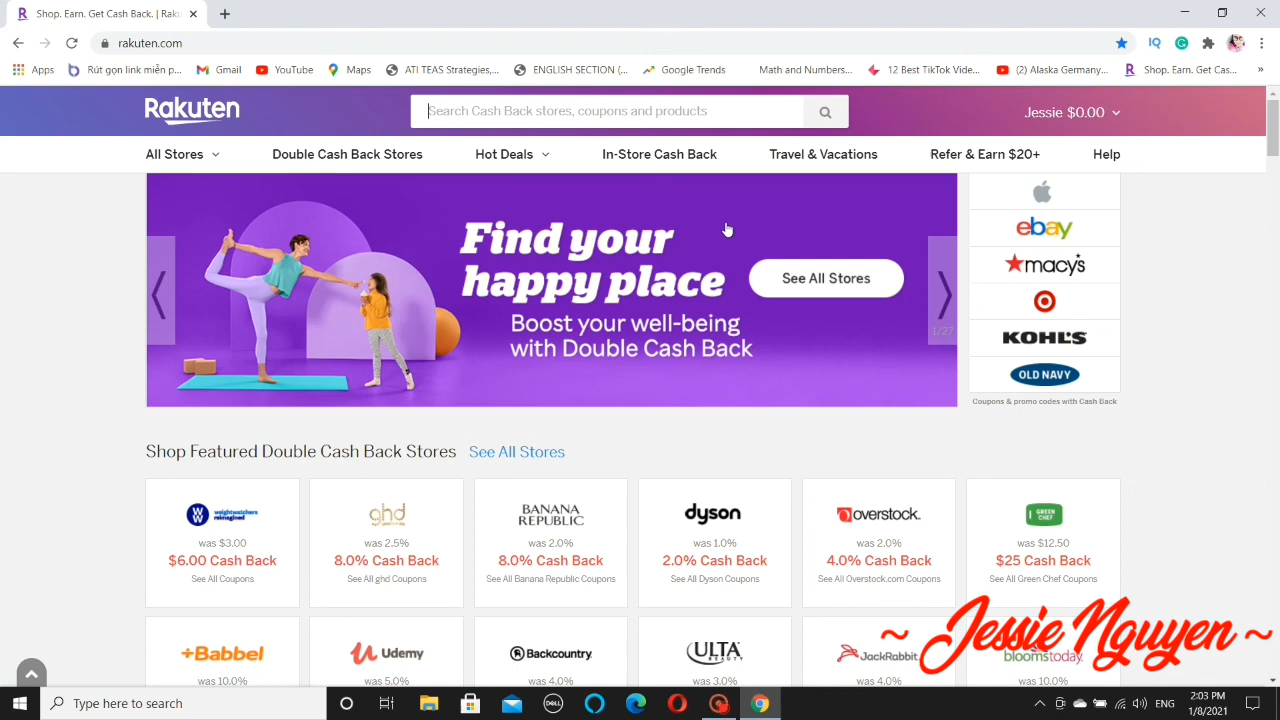 Shop. Earn. Get Cash Back. | Rak
rakuten.com
Apps
Rút gọn link miễn p...
Gmail
YouTube
Maps
ATI TEAS Strategies,...
ENGLISH SECTION (...
Google Trends
Math and Numbers...
12 Best TikTok Vide...
(2) Alaska Germany...
Shop. Earn. Get Cas...
»
Rakuten
Search Cash Back stores, coupons and products
Jessie $0.00
All Stores
Double Cash Back Stores
Hot Deals
In-Store Cash Back
Travel & Vacations
Refer & Earn $20+
Help
Find your
happy place
Boost your well-being
with Double Cash Back
See All Stores
1/27
ebay
macy's
KOHL'S
OLD NAVY
Coupons & promo codes with Cash Back
Shop Featured Double Cash Back Stores
See All Stores
WW weightwatchers
reimagined
was $3.00
$6.00 Cash Back
See All Coupons
ghd
was 2.5%
8.0% Cash Back
See All ghd Coupons
BANANA
REPUBLIC
was 2.0%
8.0% Cash Back
See All Banana Republic Coupons
dyson
was 1.0%
2.0% Cash Back
See All Dyson Coupons
overstock.
was 2.0%
4.0% Cash Back
See All Overstock.com Coupons
GREEN
CHEF
was $12.50
$25 Cash Back
See All Green Chef Coupons
~ Jessie Nguyen ~
+Babbel
was 10.0%
Udemy
was 5.0%
Backcountry
was 4.0%
ULTA
BEAUTY
was 3.0%
JackRabbit
was 4.0%
bloomstoday
was 10.0%
Type here to search
DELL
ENG
2:03 PM
1/8/2021